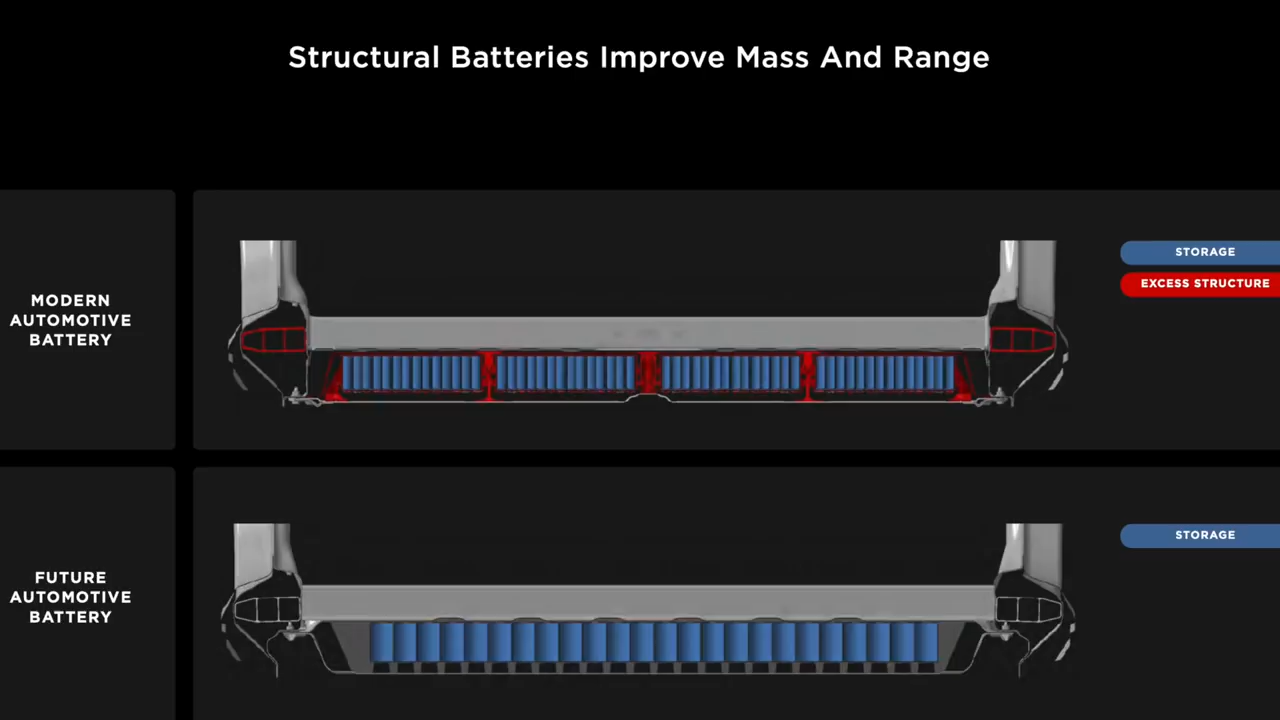 Structural Batteries Improve Mass And Range
MODERN
AUTOMOTIVE
BATTERY
STORAGE
EXCESS STRUCTURE
FUTURE
AUTOMOTIVE
BATTERY
STORAGE